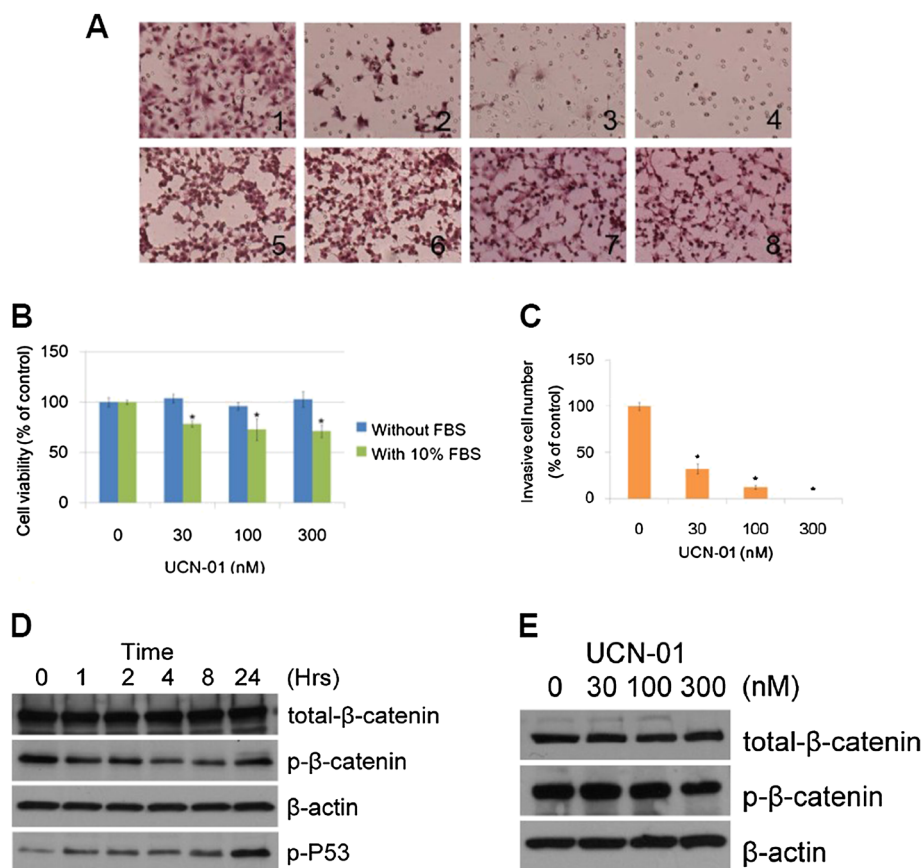 A
1 2 3 4
5 6 7 8
B
Cell viability (% of control)
150
100
50
0
* * *
Without FBS
With 10% FBS
0 30 100 300
UCN-01 (nM)
C
Invasive cell number
(% of control)
150
100
50
0
* * *
0 30 100 300
UCN-01 (nM)
D
Time
0 1 2 4 8 24 (Hrs)
total-β-catenin
p-β-catenin
β-actin
p-P53
E
UCN-01
0 30 100 300 (nM)
total-β-catenin
p-β-catenin
β-actin